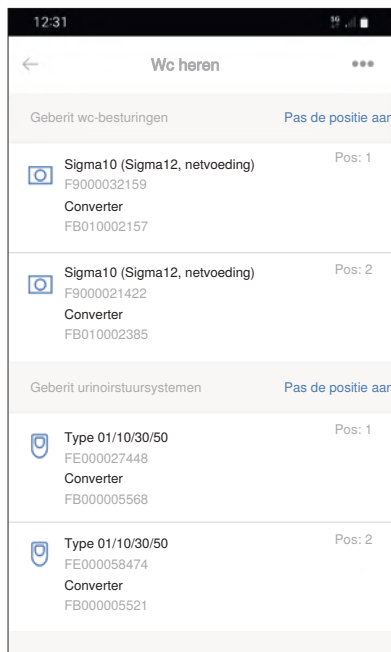 12:31
5G
Wc heren
Geberit wc-besturingen Pas de positie aan
Sigma10 (Sigma12, netvoeding) Pos: 1
F9000032159
Converter
FB010002157
Sigma10 (Sigma12, netvoeding) Pos: 2
F9000021422
Converter
FB010002385
Geberit urinoirstuursystemen Pas de positie aan
Type 01/10/30/50 Pos: 1
FE000027448
Converter
FB000005568
Type 01/10/30/50 Pos: 2
FE000058474
Converter
FB000005521